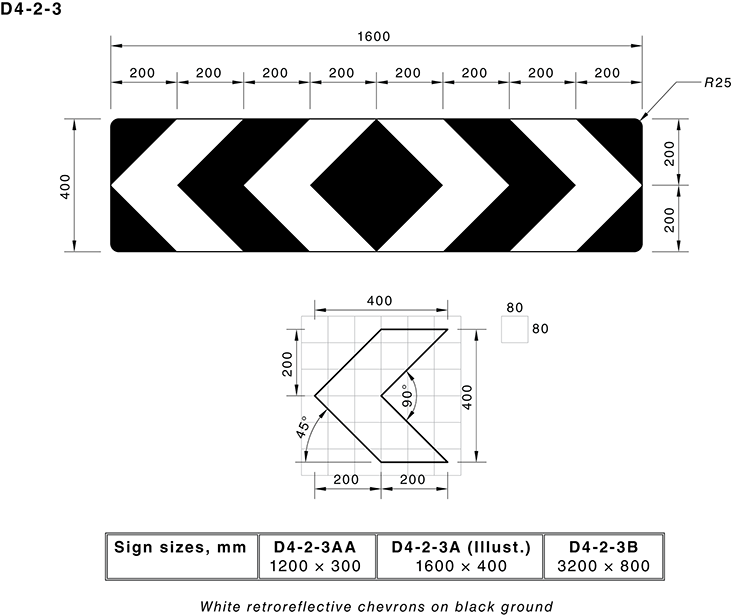 D4-2-3
1600
200 200 200 200 200 200 200 200
R25
400
200
200
400
80
80
200
400
90°
45°
200 200
Sign sizes, mm D4-2-3AA D4-2-3A (Illust.) D4-2-3B
1200 × 300 1600 × 400 3200 × 800
White retroreflective chevrons on black ground